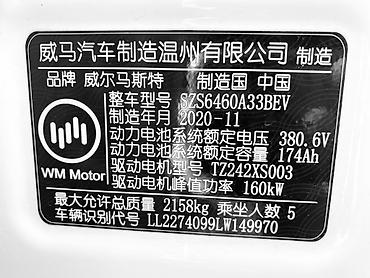 威马汽车制造温州有限公司 制造
品牌 威尔马斯特 制造国 中国
整车型号 SZS6460A33BEV
制造年月 2020-11
动力电池系统额定电压 380.6V
动力电池系统额定容量 174Ah
驱动电机型号 TZ242XS003
驱动电机峰值功率 160kW
WM Motor
最大允许总质量 2158kg 乘坐人数 5
车辆识别代号 LL2274099LW149970